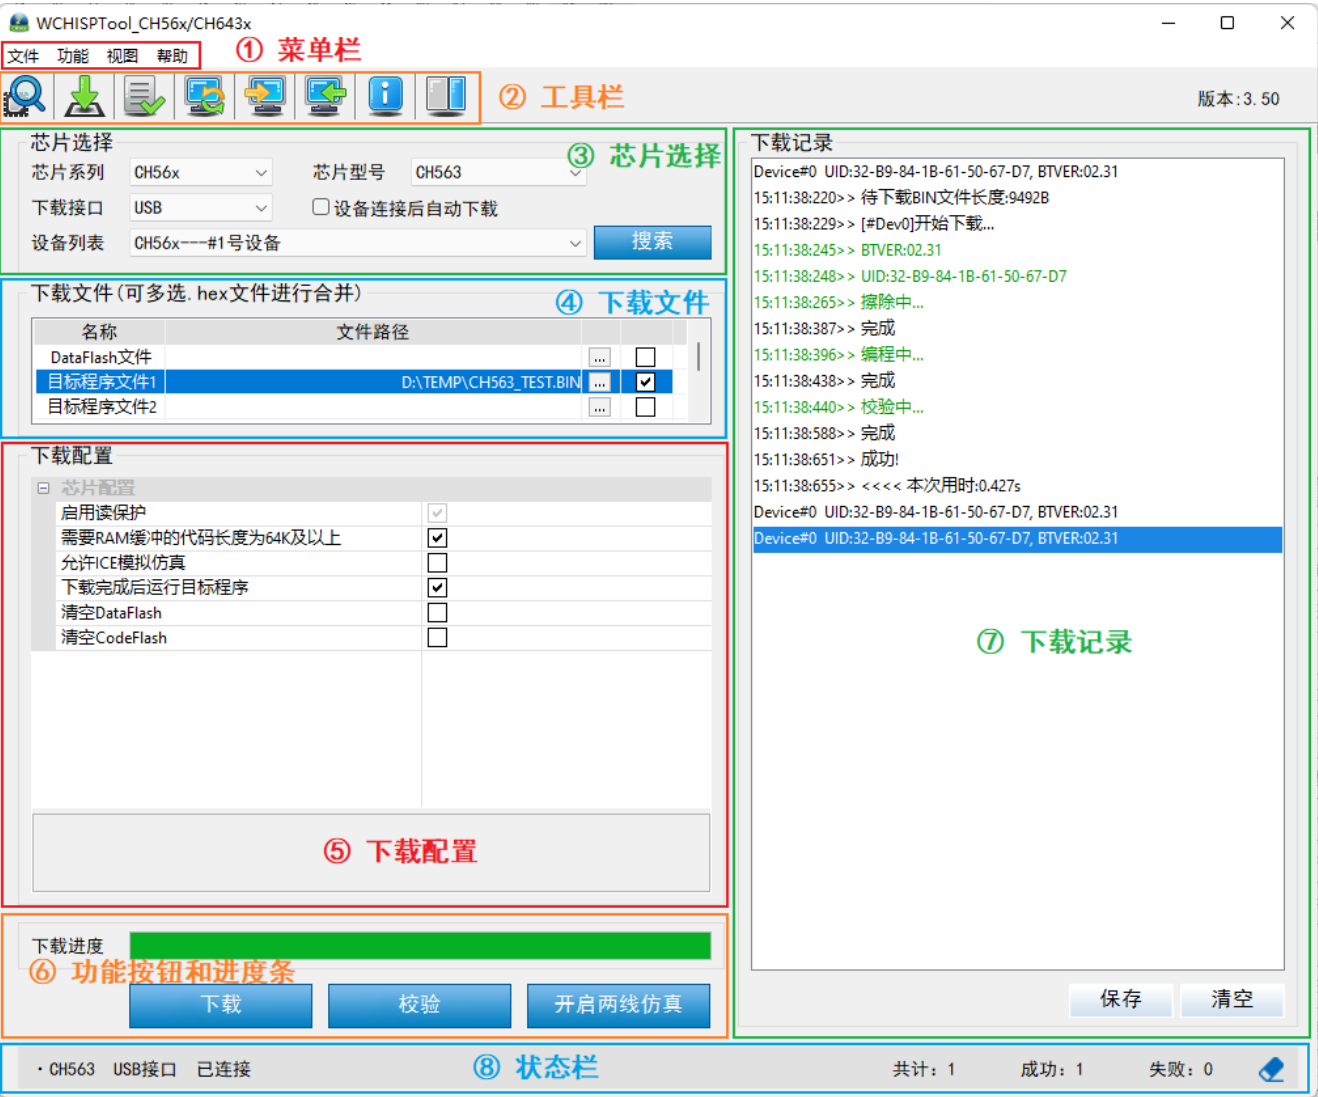 WCHISPTool_CH56x/CH643x
文件 功能 视图 帮助
① 菜单栏
② 工具栏
版本:3.50
芯片选择
③ 芯片选择
芯片系列 CH56x 芯片型号 CH563
下载接口 USB 设备连接后自动下载
设备列表 CH56x---#1号设备 搜索
下载文件(可多选.hex文件进行合并)
④ 下载文件
名称 文件路径
DataFlash文件 ...
目标程序文件1 D:\TEMP\CH563_TEST.BIN ...
目标程序文件2 ...
下载配置
芯片配置
启用读保护
需要RAM缓冲的代码长度为64K及以上
允许ICE模拟仿真
下载完成后运行目标程序
清空DataFlash
清空CodeFlash
⑤ 下载配置
下载进度
⑥ 功能按钮和进度条
下载 校验 开启两线仿真
下载记录
Device#0 UID:32-B9-84-1B-61-50-67-D7, BTVER:02.31
15:11:38:220>> 待下载BIN文件长度:9492B
15:11:38:229>> [#Dev0]开始下载...
15:11:38:245>> BTVER:02.31
15:11:38:248>> UID:32-B9-84-1B-61-50-67-D7
15:11:38:265>> 擦除中...
15:11:38:387>> 完成
15:11:38:396>> 编程中...
15:11:38:438>> 完成
15:11:38:440>> 校验中...
15:11:38:588>> 完成
15:11:38:651>> 成功!
15:11:38:655>> <<<< 本次用时:0.427s
Device#0 UID:32-B9-84-1B-61-50-67-D7, BTVER:02.31
Device#0 UID:32-B9-84-1B-61-50-67-D7, BTVER:02.31
⑦ 下载记录
保存 清空
·CH563 USB接口 已连接
⑧ 状态栏
共计: 1 成功: 1 失败: 0